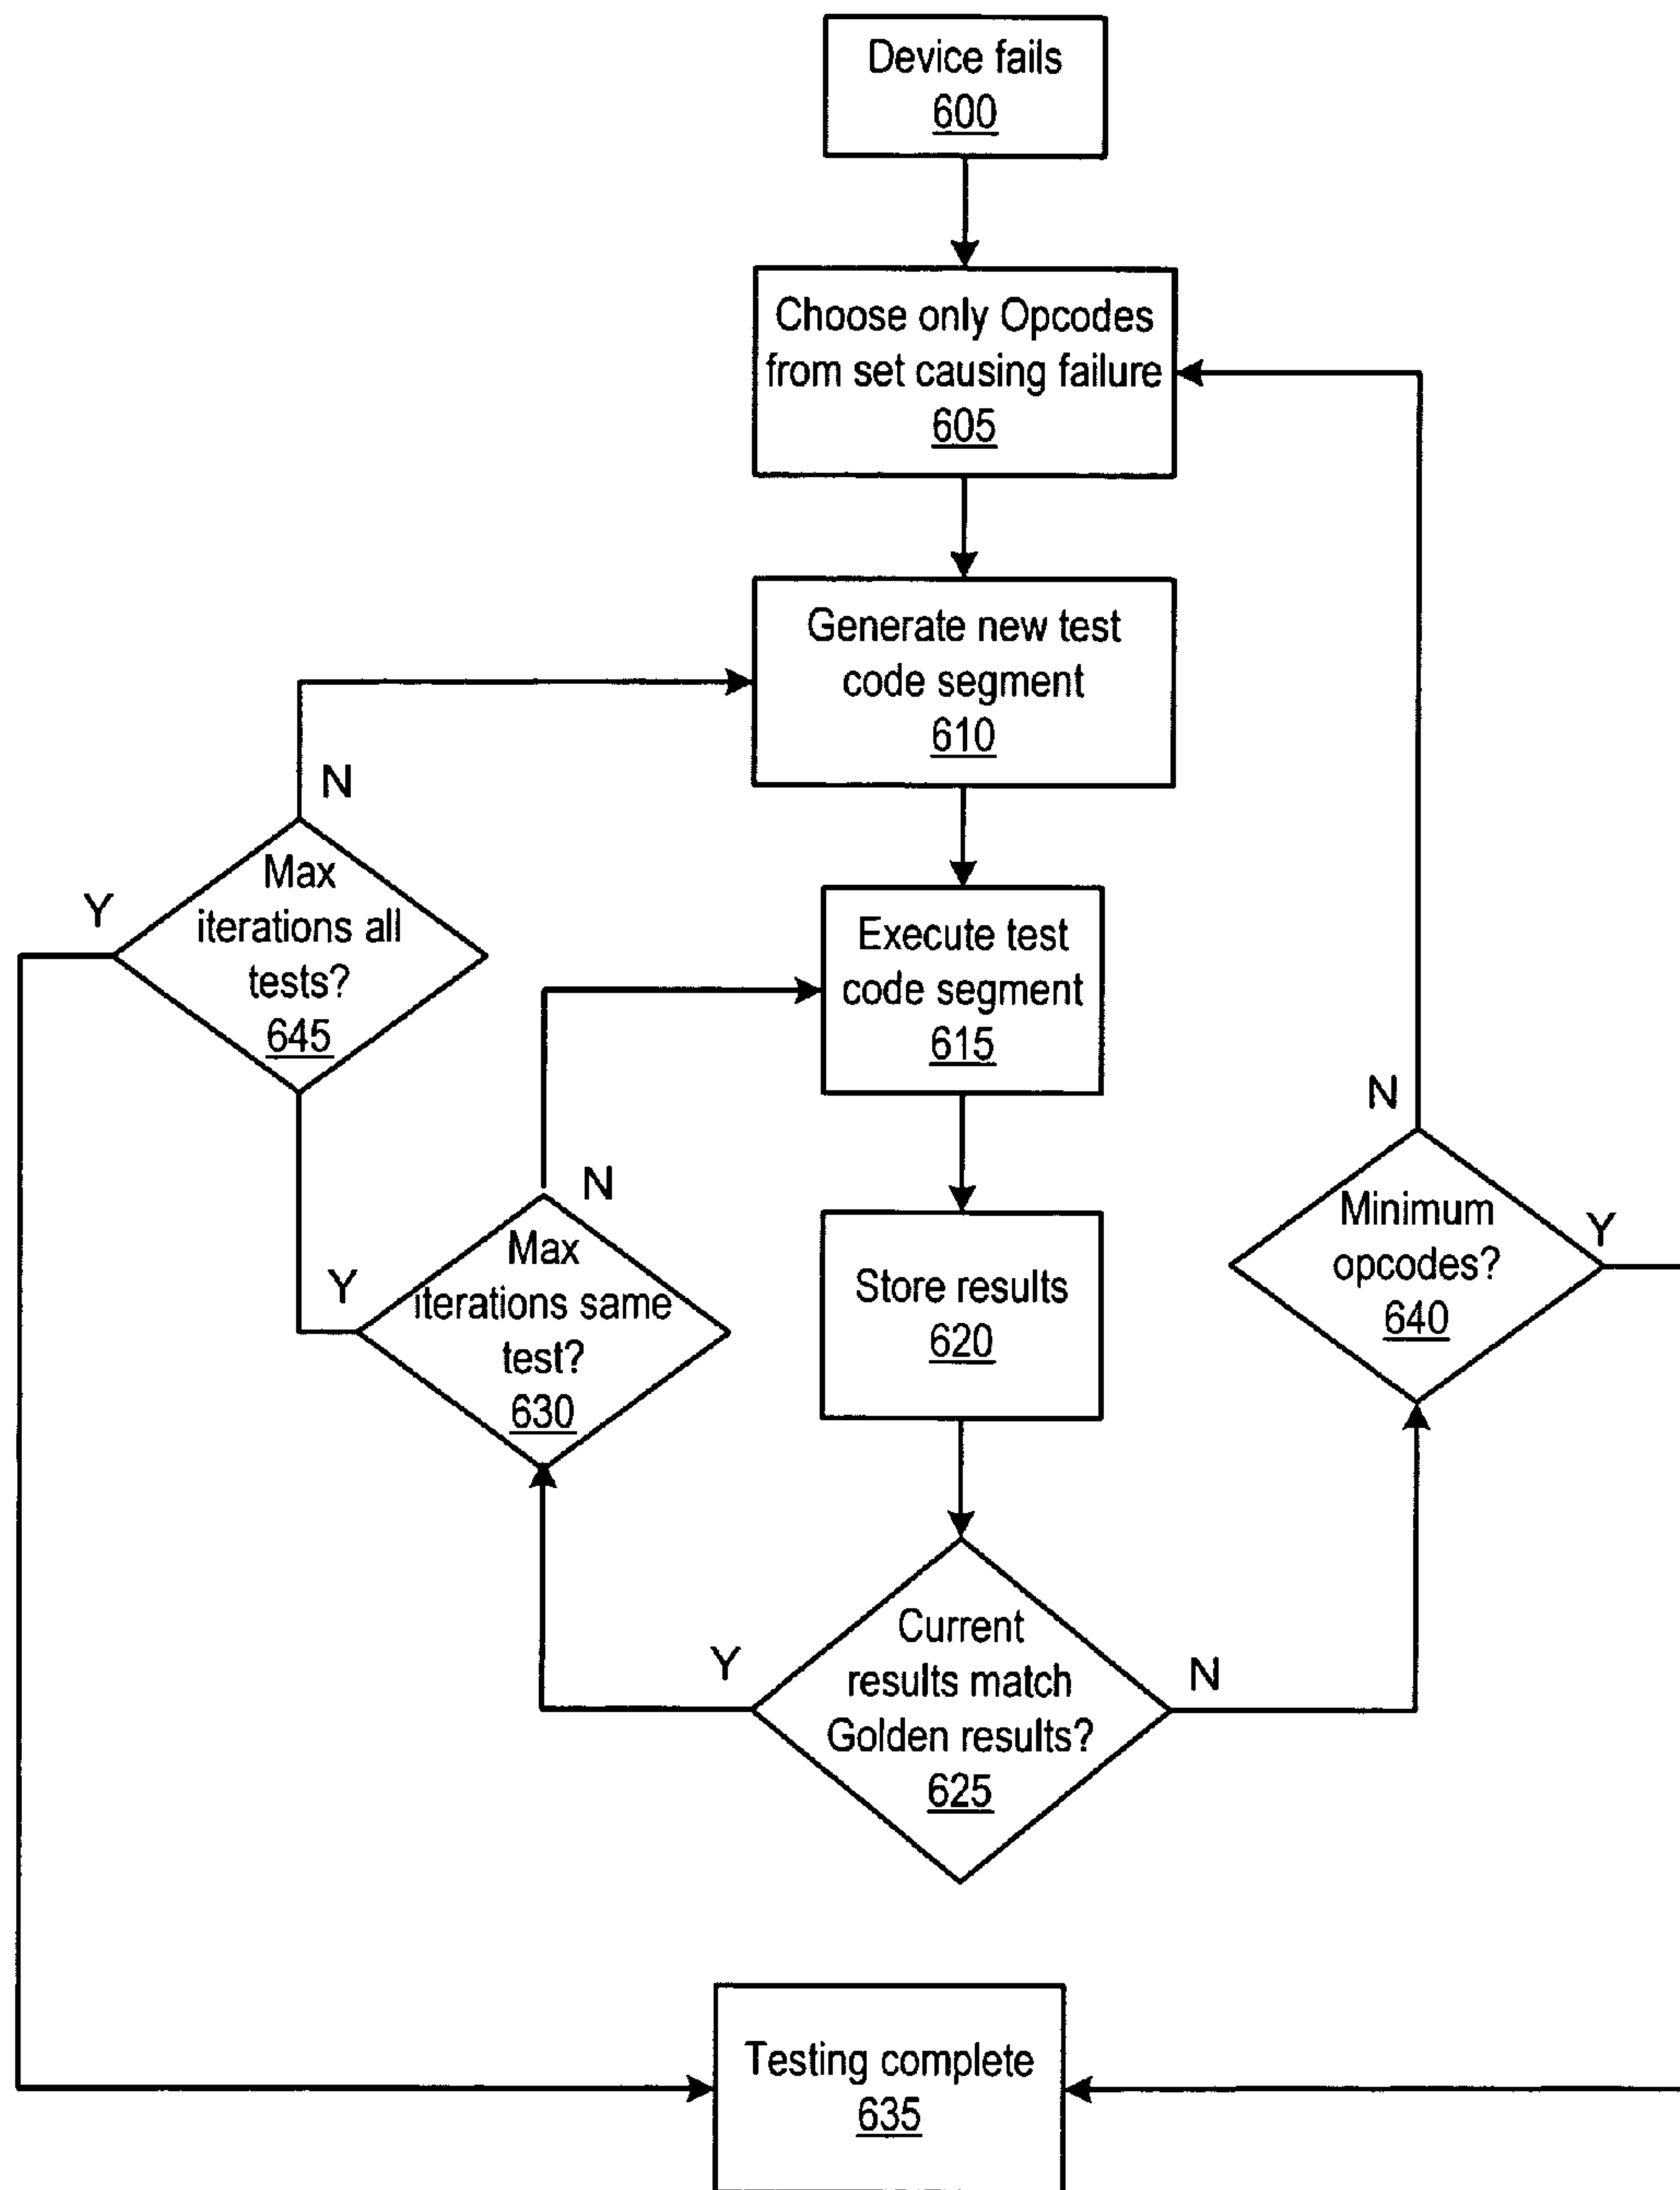 Device fails
600
Choose only Opcodes
from set causing failure
605
Generate new test
code segment
610
N
Max
iterations all
tests?
645
Y
Execute test
code segment
615
N
Max
iterations same
test?
630
Y
Store results
620
N
Minimum
opcodes?
640
Y
Current
results match
Golden results?
625
Y
N
Testing complete
635